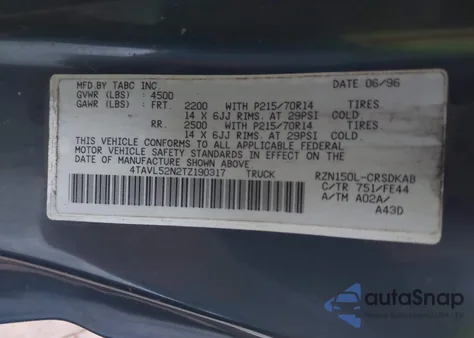 MFD.BY TABC INC DATE 06/96
GVWR (LBS): 4500
GAWR (LBS): FRT. 2200 WITH P215/70R14 TIRES
14 X 6JJ RIMS. AT 29PSI COLD.
RR. 2500 WITH P215/70R14 TIRES
14 X 6JJ RIMS. AT 29PSI COLD.
THIS VEHICLE CONFORMS TO ALL APPLICABLE FEDERAL
MOTOR VEHICLE SAFETY STANDARDS IN EFFECT ON THE
DATE OF MANUFACTURE SHOWN ABOVE.
4TAVL52N2TZ190317 TRUCK RZN150L-CRSDKAB
C/TR 751/FE44
A/TM A02A/
A43D
autoSnap